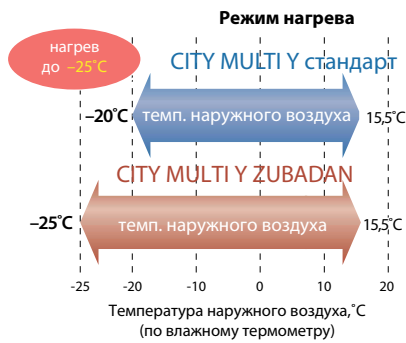 Режим нагрева
нагрев
до –25˚C
CITY MULTI Y стандарт
–20˚C
темп. наружного воздуха
15,5˚C
CITY MULTI Y ZUBADAN
–25˚C
темп. наружного воздуха
15,5˚C
-25 -20 -10 0 10 20
Температура наружного воздуха,˚C
(по влажному термометру)